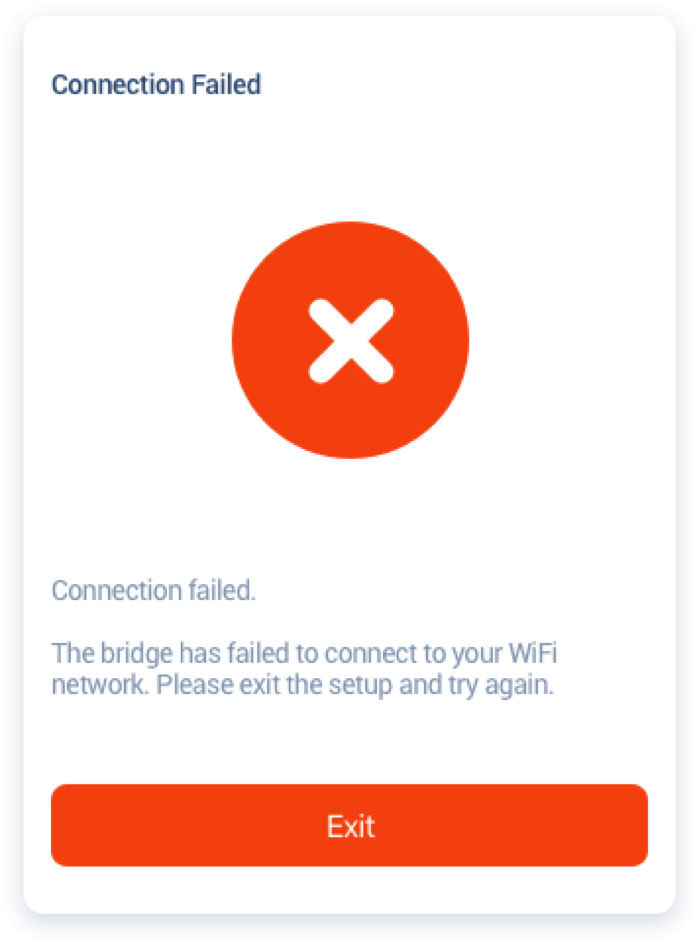 Connection Failed
Connection failed.
The bridge has failed to connect to your WiFi
network. Please exit the setup and try again.
Exit